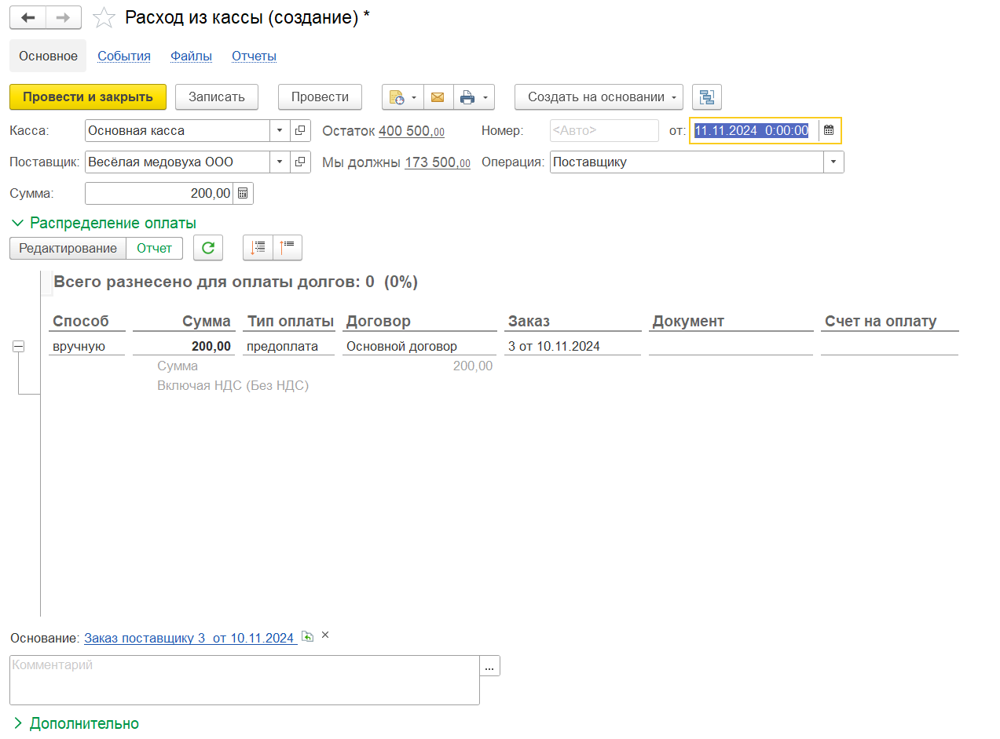 Расход из кассы (создание) *
Основное События Файлы Отчеты
Провести и закрыть Записать Провести Создать на основании
Касса: Основная касса Остаток 400 500,00 Номер: <Авто> от: 11.11.2024 0:00:00
Поставщик: Весёлая медовуха ООО Мы должны 173 500,00 Операция: Поставщику
Сумма: 200,00
Распределение оплаты
Редактирование Отчет
Всего разнесено для оплаты долгов: 0 (0%)
Способ Сумма Тип оплаты Договор Заказ Документ Счет на оплату
вручную 200,00 предоплата Основной договор 3 от 10.11.2024
Сумма 200,00
Включая НДС (Без НДС)
Основание: Заказ поставщику 3 от 10.11.2024
Комментарий ...
Дополнительно